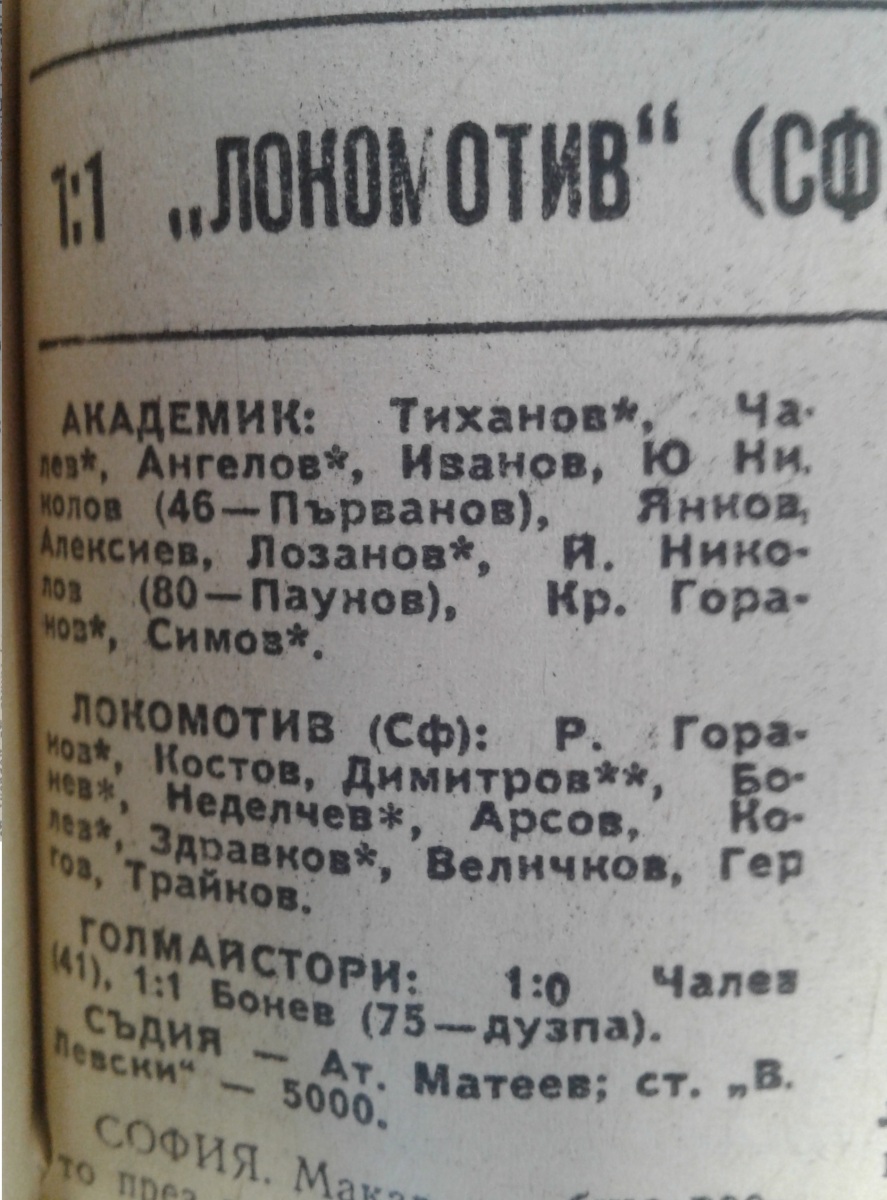 1:1 „ЛОКОМОТИВ“ (СФ
АКАДЕМИК: Тиханов*, Ча-
лев*, Ангелов*, Иванов, Ю Ни.
колов (46—Първанов), Янков,
Алексиев, Лозанов*, Й. Нико-
лов (80—Паунов), Кр. Гора-
нов*, Симов*.
ЛОКОМОТИВ (Сф): Р. Гора-
нов*, Костов, Димитров**, Бо-
нев*, Неделчев*, Арсов, Ко-
лев*, Здравков*, Величков, Гер
гов, Трайков.
ГОЛМАЙСТОРИ: 1:0 Чалев
(41), 1:1 Бонев (75—дузпа).
СЪДИЯ — Ат. Матеев; ст. „В.
Левски“ — 5000.
СОФИЯ.
то през